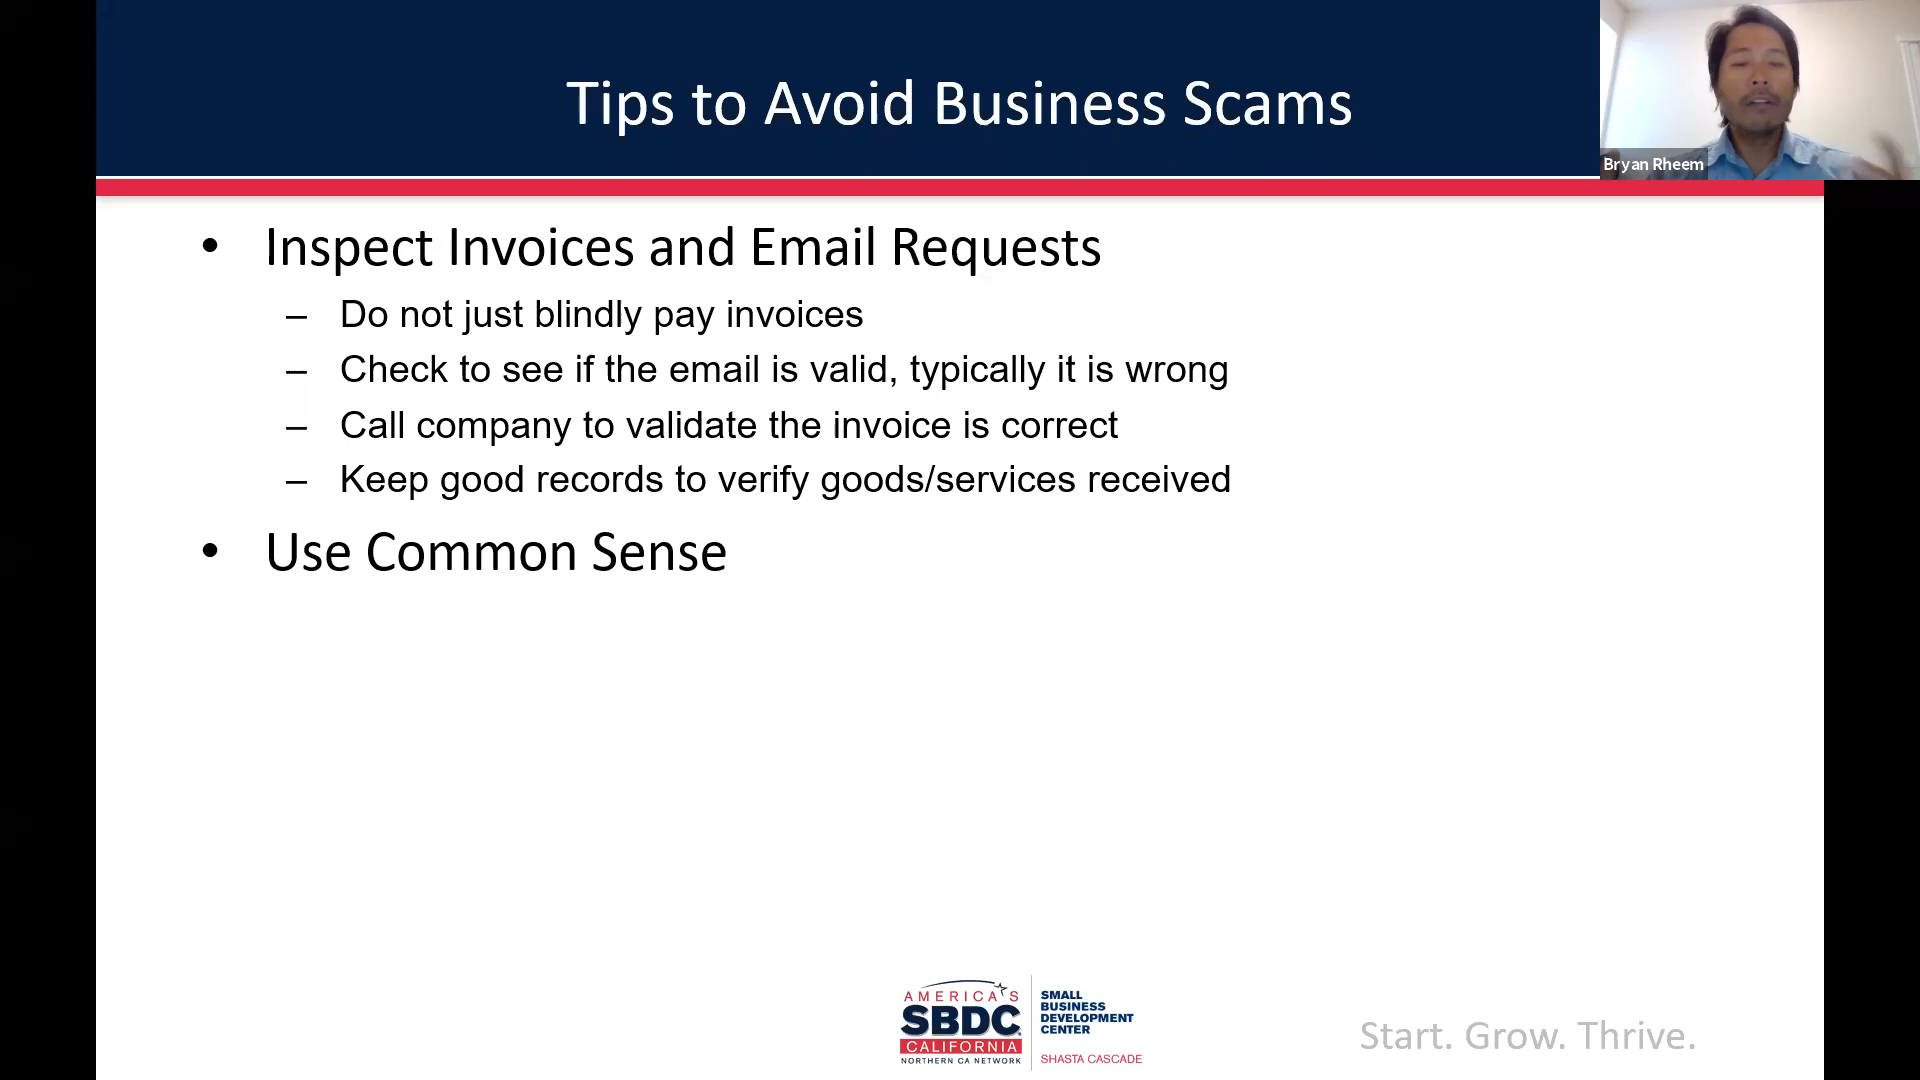 Tips to Avoid Business Scams
Bryan Rheem
• Inspect Invoices and Email Requests
– Do not just blindly pay invoices
– Check to see if the email is valid, typically it is wrong
– Call company to validate the invoice is correct
– Keep good records to verify goods/services received
• Use Common Sense
AMERICA'S
SBDC
CALIFORNIA
NORTHERN CA NETWORK
SMALL
BUSINESS
DEVELOPMENT
CENTER
SHASTA CASCADE
Start. Grow. Thrive.